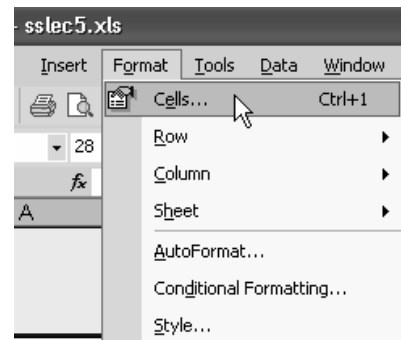 - sslec5.xls
Insert Format Tools Data Window
Cells... Ctrl+1
28 Row
fx Column
A Sheet
AutoFormat...
Conditional Formatting...
Style...